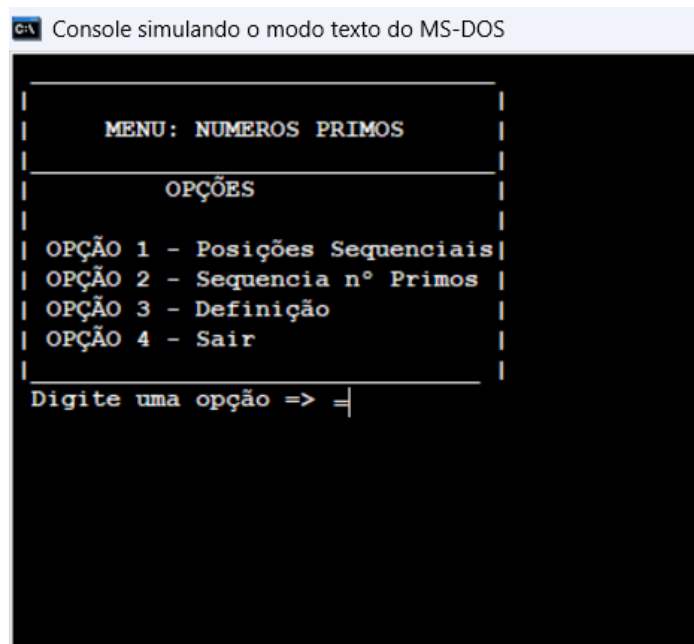 Console simulando o modo texto do MS-DOS
MENU: NUMEROS PRIMOS
OPÇÕES
OPÇÃO 1 - Posições Sequenciais
OPÇÃO 2 - Sequencia nº Primos
OPÇÃO 3 - Definição
OPÇÃO 4 - Sair
Digite uma opção => =